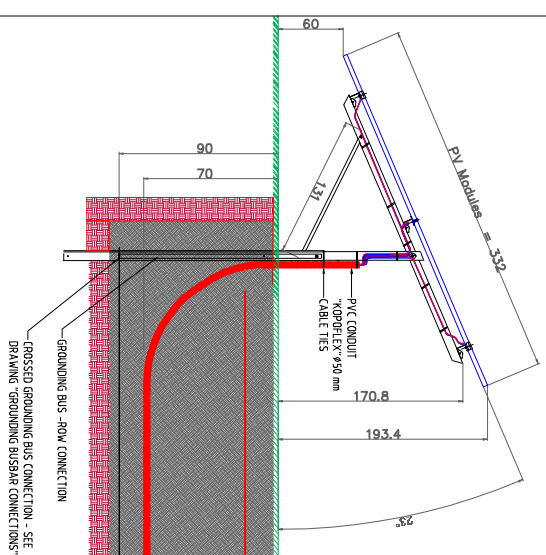 60
PV Modules = 332
90
70
131
PVC CONDUIT
"KOPOFLEX" ø50 mm
CABLE TIES
170.8
193.4
23°
GROUNDING BUS -ROW CONNECTION
CROSSED GROUNDING BUS CONNECTION - SEE
DRAWING "GROUNDING BUSBAR CONNECTIONS"